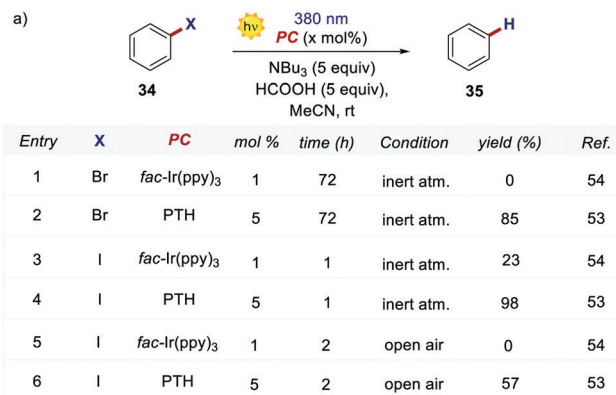 a)
X
hν
380 nm
PC (x mol%)
H
NBu₃ (5 equiv)
HCOOH (5 equiv),
MeCN, rt
34
35
Entry X PC mol % time (h) Condition yield (%) Ref.
1 Br fac-Ir(ppy)₃ 1 72 inert atm. 0 54
2 Br PTH 5 72 inert atm. 85 53
3 I fac-Ir(ppy)₃ 1 1 inert atm. 23 54
4 I PTH 5 1 inert atm. 98 53
5 I fac-Ir(ppy)₃ 1 2 open air 0 54
6 I PTH 5 2 open air 57 53